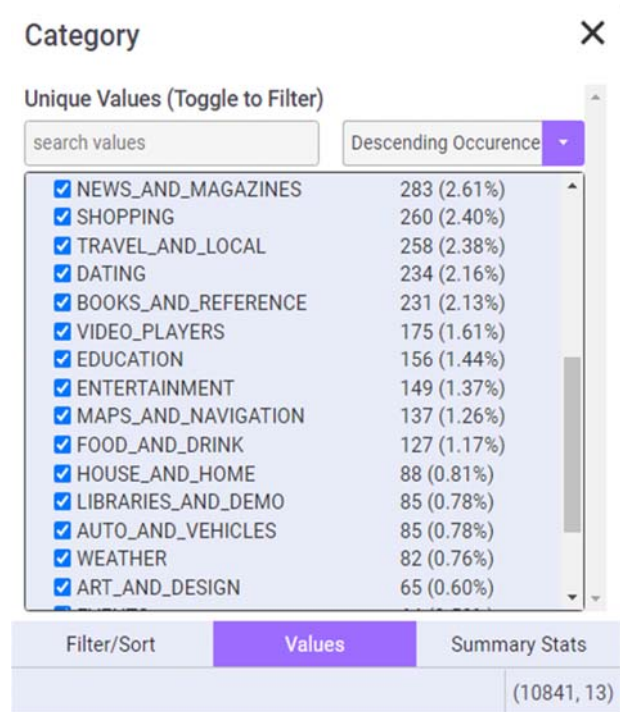 Category
Unique Values (Toggle to Filter)
search values Descending Occurence
NEWS_AND_MAGAZINES 283 (2.61%)
SHOPPING 260 (2.40%)
TRAVEL_AND_LOCAL 258 (2.38%)
DATING 234 (2.16%)
BOOKS_AND_REFERENCE 231 (2.13%)
VIDEO_PLAYERS 175 (1.61%)
EDUCATION 156 (1.44%)
ENTERTAINMENT 149 (1.37%)
MAPS_AND_NAVIGATION 137 (1.26%)
FOOD_AND_DRINK 127 (1.17%)
HOUSE_AND_HOME 88 (0.81%)
LIBRARIES_AND_DEMO 85 (0.78%)
AUTO_AND_VEHICLES 85 (0.78%)
WEATHER 82 (0.76%)
ART_AND_DESIGN 65 (0.60%)
Filter/Sort Values Summary Stats
(10841, 13)